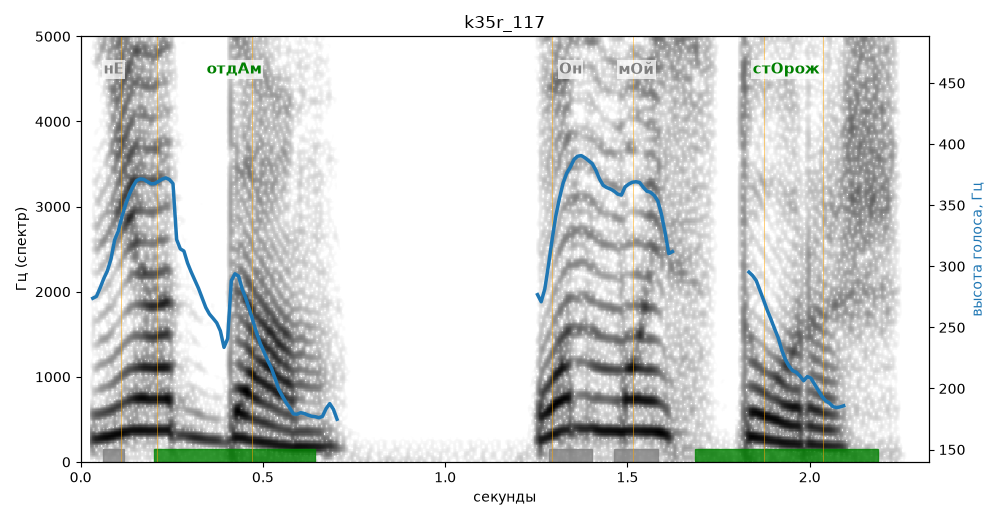 k35r_117
нЕ отдАм Он мОй стОрож
5000
4000
3000
2000
1000
0
450
400
350
300
250
200
150
Гц (спектр)
высота голоса, Гц
0.0 0.5 1.0 1.5 2.0
секунды